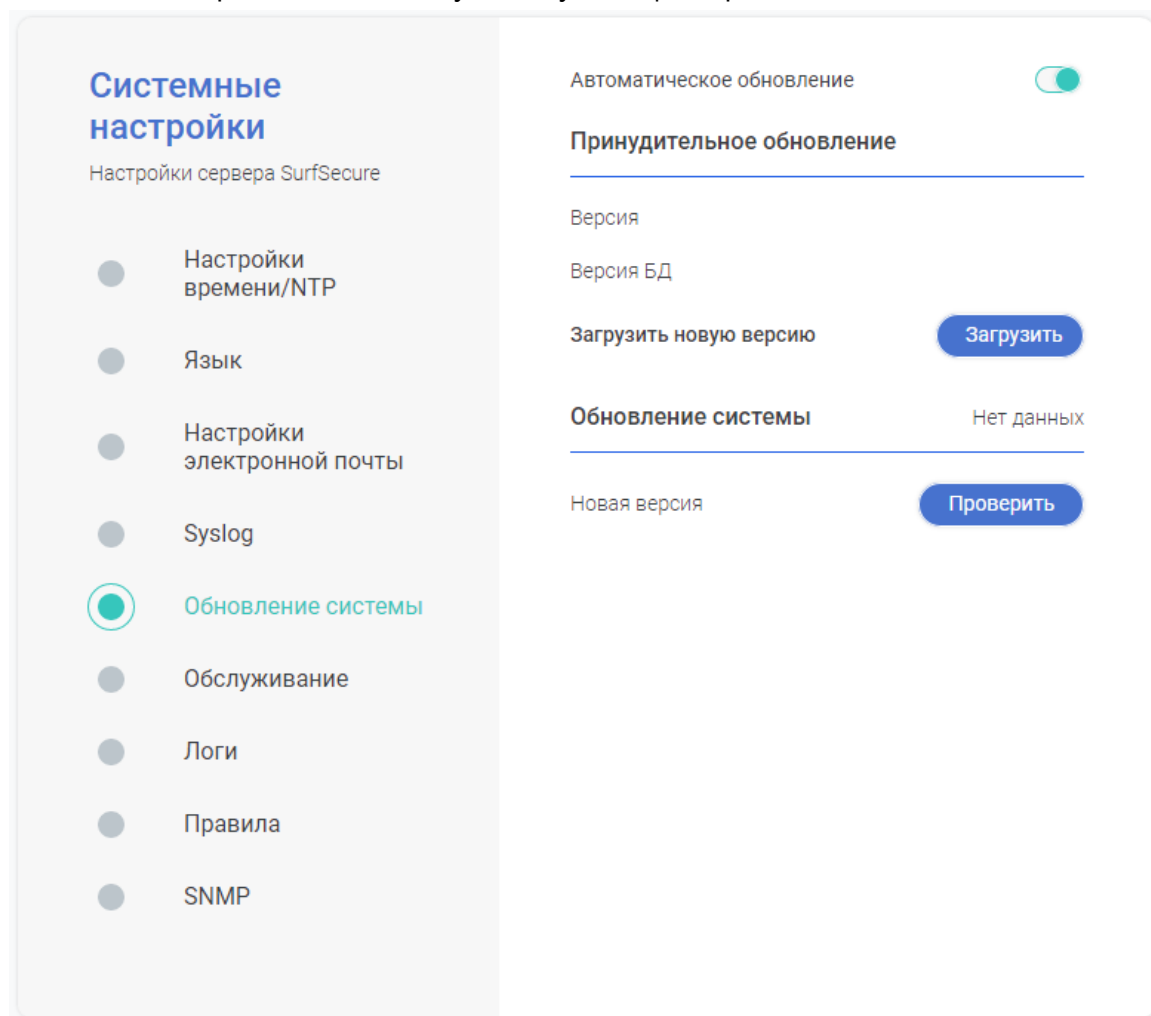 Системные
настройки
Настройки сервера SurfSecure
Настройки
времени/NTP
Язык
Настройки
электронной почты
Syslog
Обновление системы
Обслуживание
Логи
Правила
SNMP
Автоматическое обновление
Принудительное обновление
Версия
Версия БД
Загрузить новую версию
Загрузить
Обновление системы
Нет данных
Новая версия
Проверить